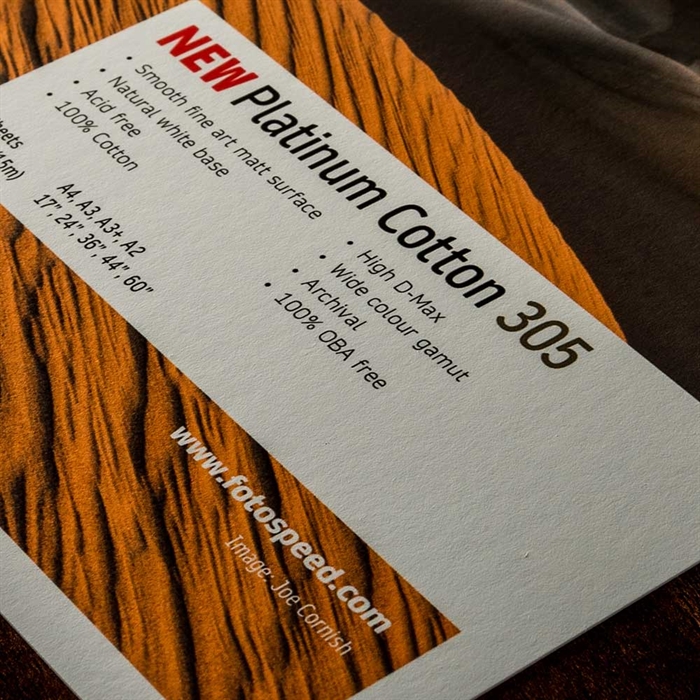 NEW Platinum Cotton 305
• Smooth fine art matt surface
• Natural white base
• Acid free
• 100% Cotton
• High D-Max
• Wide colour gamut
• Archival
• 100% OBA free
A4, A3, A3+, A2
17", 24", 36", 44", 60"
www.fotospeed.com
Image: Joe Cornish